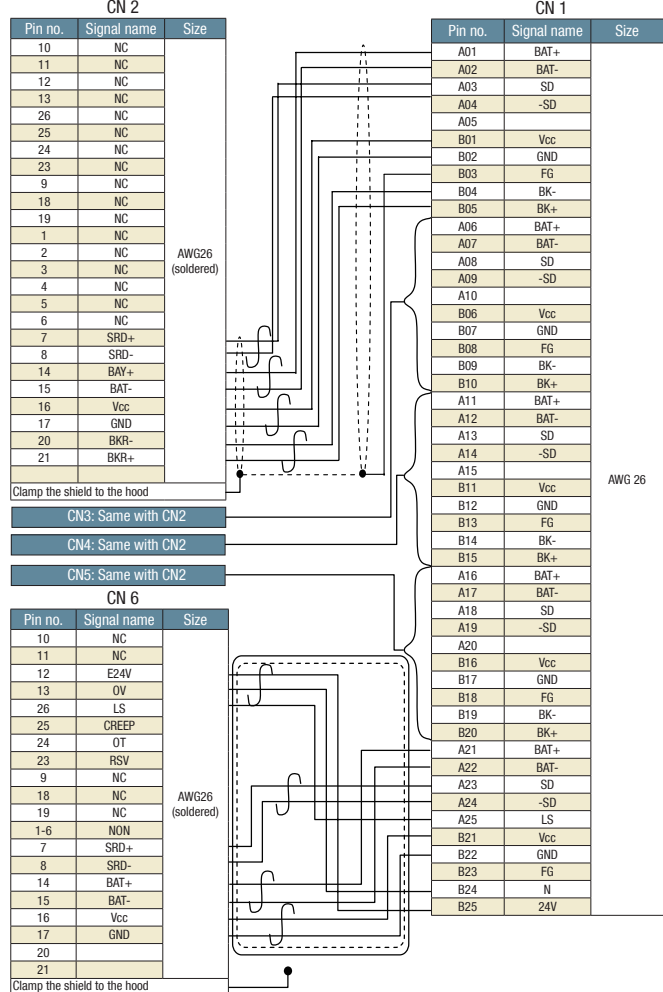 CN 2
Pin no. Signal name Size
10 NC
11 NC
12 NC
13 NC
26 NC
25 NC
24 NC
23 NC
9 NC
18 NC
19 NC
1 NC
2 NC
3 NC
4 NC
5 NC
6 NC
7 SRD+
8 SRD-
14 BAY+
15 BAT-
16 Vcc
17 GND
20 BKR-
21 BKR+
AWG26
(soldered)
Clamp the shield to the hood
CN3: Same with CN2
CN4: Same with CN2
CN5: Same with CN2
CN 6
Pin no. Signal name Size
10 NC
11 NC
12 E24V
13 OV
26 LS
25 CREEP
24 OT
23 RSV
9 NC
18 NC
19 NC
1-6 NON
7 SRD+
8 SRD-
14 BAT+
15 BAT-
16 Vcc
17 GND
20
21
AWG26
(soldered)
Clamp the shield to the hood
CN 1
Pin no. Signal name Size
A01 BAT+
A02 BAT-
A03 SD
A04 -SD
A05
B01 Vcc
B02 GND
B03 FG
B04 BK-
B05 BK+
A06 BAT+
A07 BAT-
A08 SD
A09 -SD
A10
B06 Vcc
B07 GND
B08 FG
B09 BK-
B10 BK+
A11 BAT+
A12 BAT-
A13 SD
A14 -SD
A15
B11 Vcc
B12 GND
B13 FG
B14 BK-
B15 BK+
A16 BAT+
A17 BAT-
A18 SD
A19 -SD
A20
B16 Vcc
B17 GND
B18 FG
B19 BK-
B20 BK+
A21 BAT+
A22 BAT-
A23 SD
A24 -SD
A25 LS
B21 Vcc
B22 GND
B23 FG
B24 N
B25 24V
AWG 26